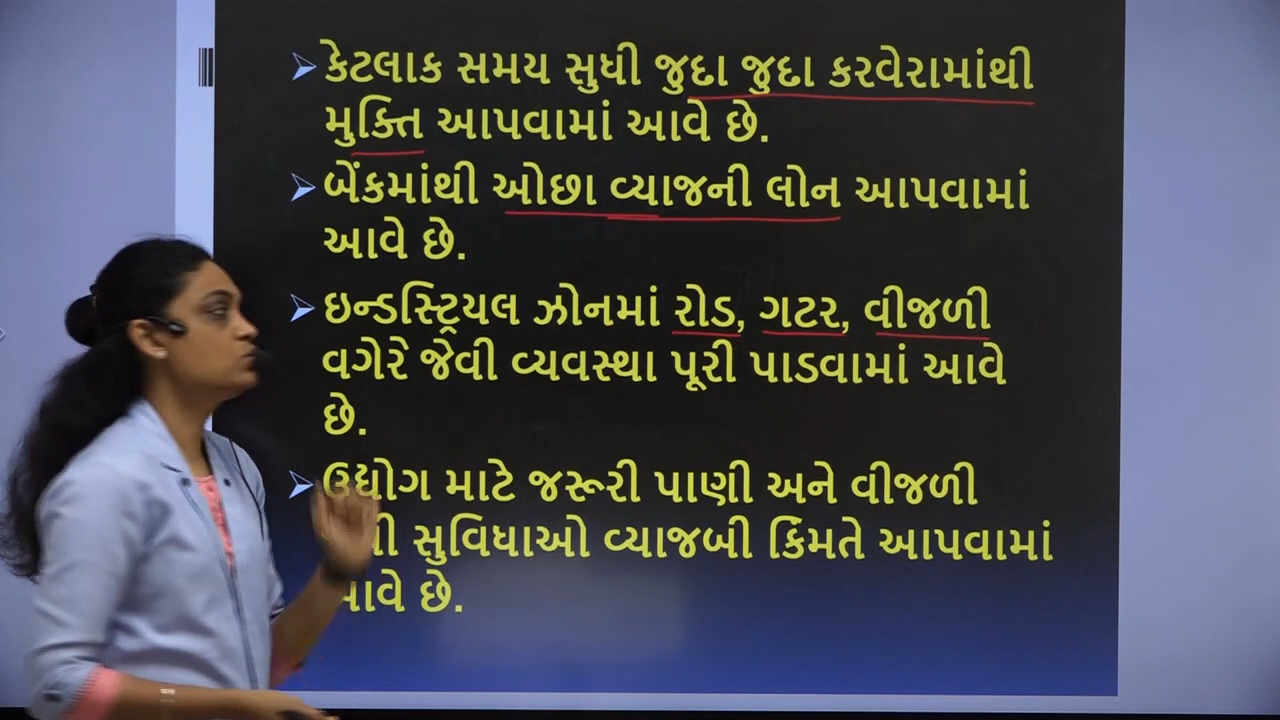 કેટલાક સમય સુધી જુદા જુદા કરવેરામાંથી
મુક્તિ આપવામાં આવે છે.
બેંકમાંથી ઓછા વ્યાજની લોન આપવામાં
આવે છે.
ઇન્ડસ્ટ્રિયલ ઝોનમાં રોડ, ગટર, વીજળી
વગેરે જેવી વ્યવસ્થા પૂરી પાડવામાં આવે
છે.
ઉદ્યોગ માટે જરૂરી પાણી અને વીજળી
સુવિધાઓ વ્યાજબી કિંમતે આપવામાં
છે.